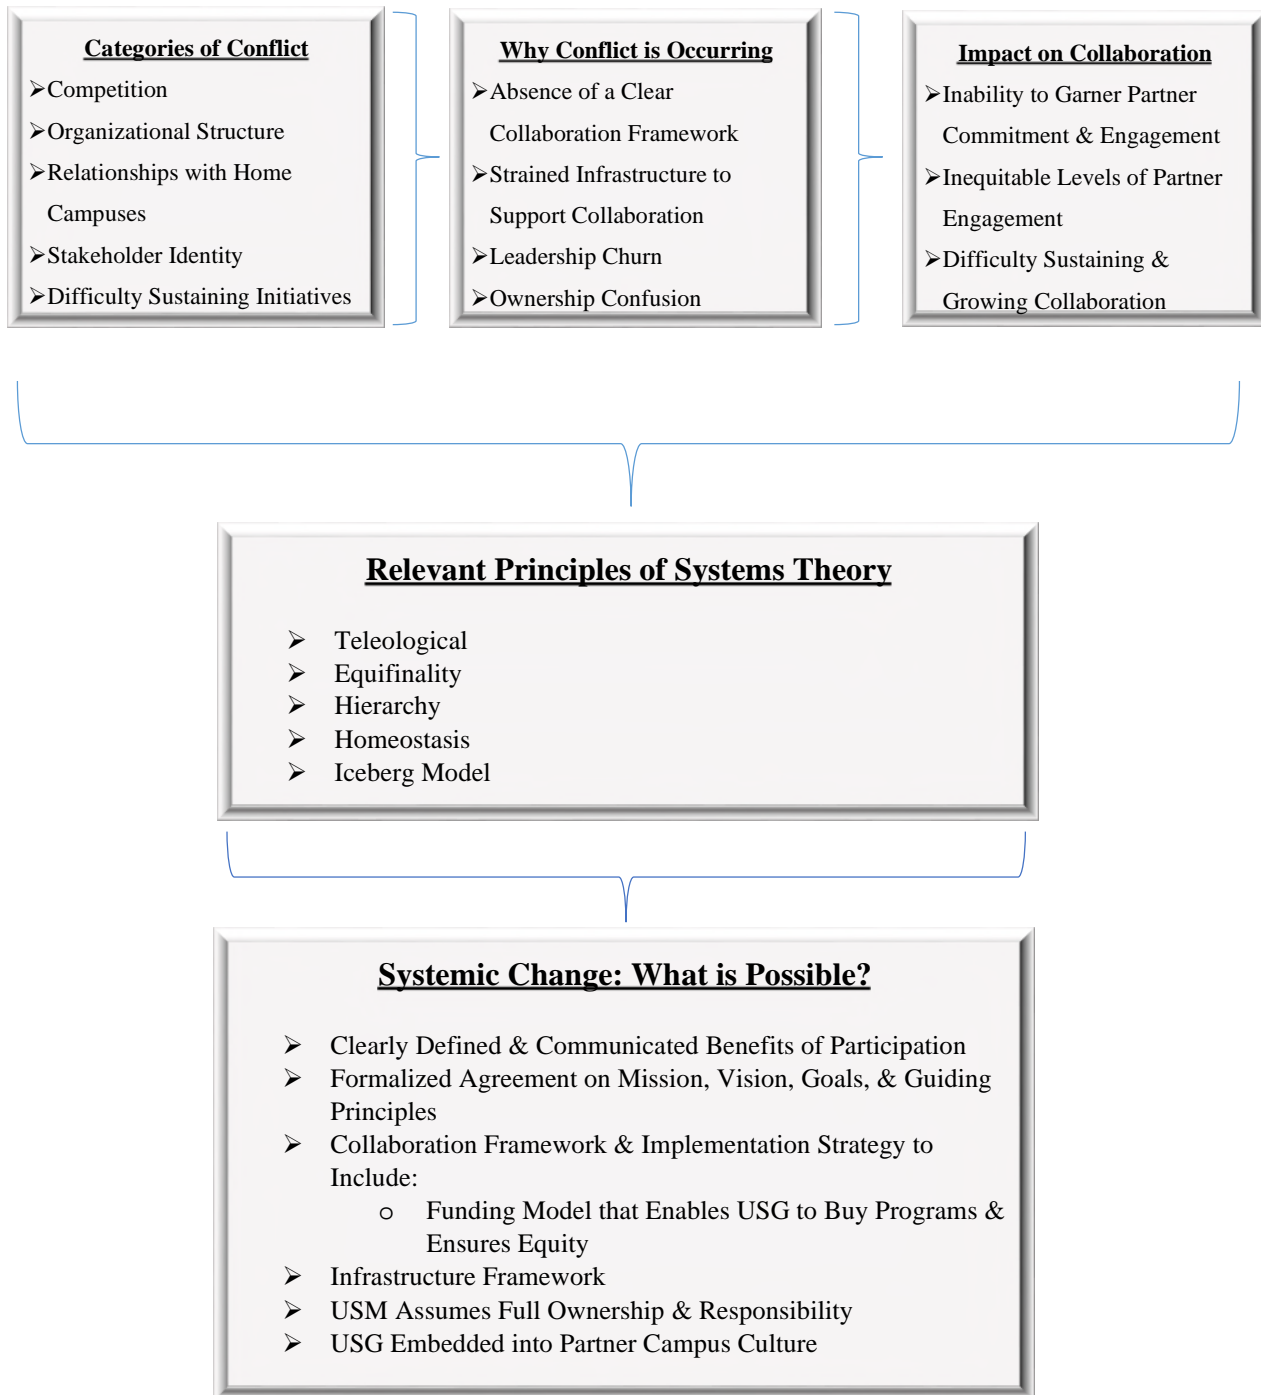 Categories of Conflict
➢Competition
➢Organizational Structure
➢Relationships with Home
Campuses
➢Stakeholder Identity
➢Difficulty Sustaining Initiatives
Why Conflict is Occurring
➢Absence of a Clear
Collaboration Framework
➢Strained Infrastructure to
Support Collaboration
➢Leadership Churn
➢Ownership Confusion
Impact on Collaboration
➢Inability to Garner Partner
Commitment & Engagement
➢Inequitable Levels of Partner
Engagement
➢Difficulty Sustaining &
Growing Collaboration
Relevant Principles of Systems Theory
➢ Teleological
➢ Equifinality
➢ Hierarchy
➢ Homeostasis
➢ Iceberg Model
Systemic Change: What is Possible?
➢ Clearly Defined & Communicated Benefits of Participation
➢ Formalized Agreement on Mission, Vision, Goals, & Guiding
Principles
➢ Collaboration Framework & Implementation Strategy to
Include:
o Funding Model that Enables USG to Buy Programs &
Ensures Equity
➢ Infrastructure Framework
➢ USM Assumes Full Ownership & Responsibility
➢ USG Embedded into Partner Campus Culture